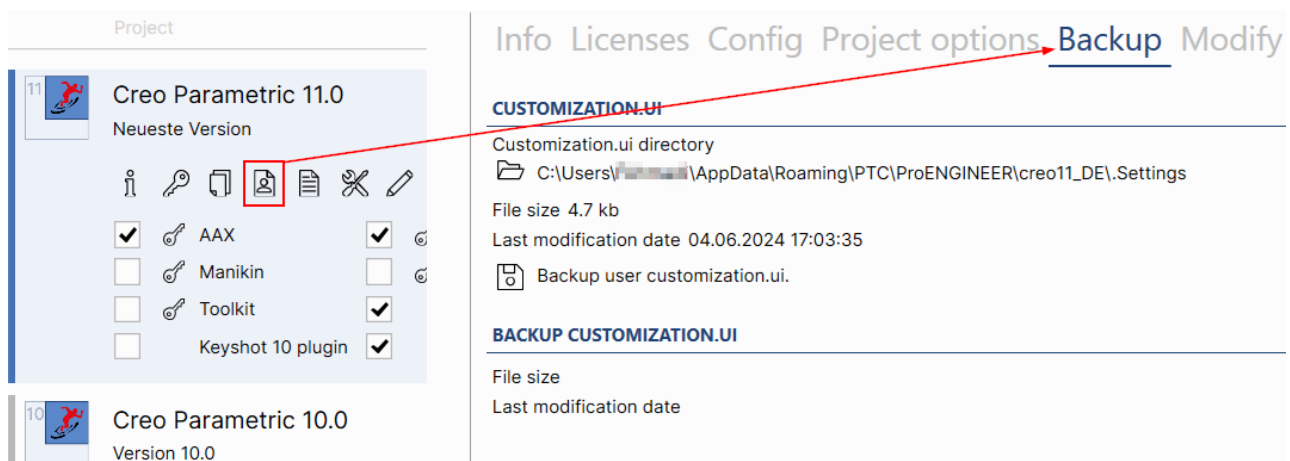 Project
11
Creo Parametric 11.0
Neueste Version
AAX
Manikin
Toolkit
Keyshot 10 plugin
10
Creo Parametric 10.0
Version 10.0
Info Licenses Config Project options Backup Modify
CUSTOMIZATION.UI
Customization.ui directory
C:\Users\ \AppData\Roaming\PTC\ProENGINEER\creo11_DE\.Settings
File size 4.7 kb
Last modification date 04.06.2024 17:03:35
Backup user customization.ui.
BACKUP CUSTOMIZATION.UI
File size
Last modification date